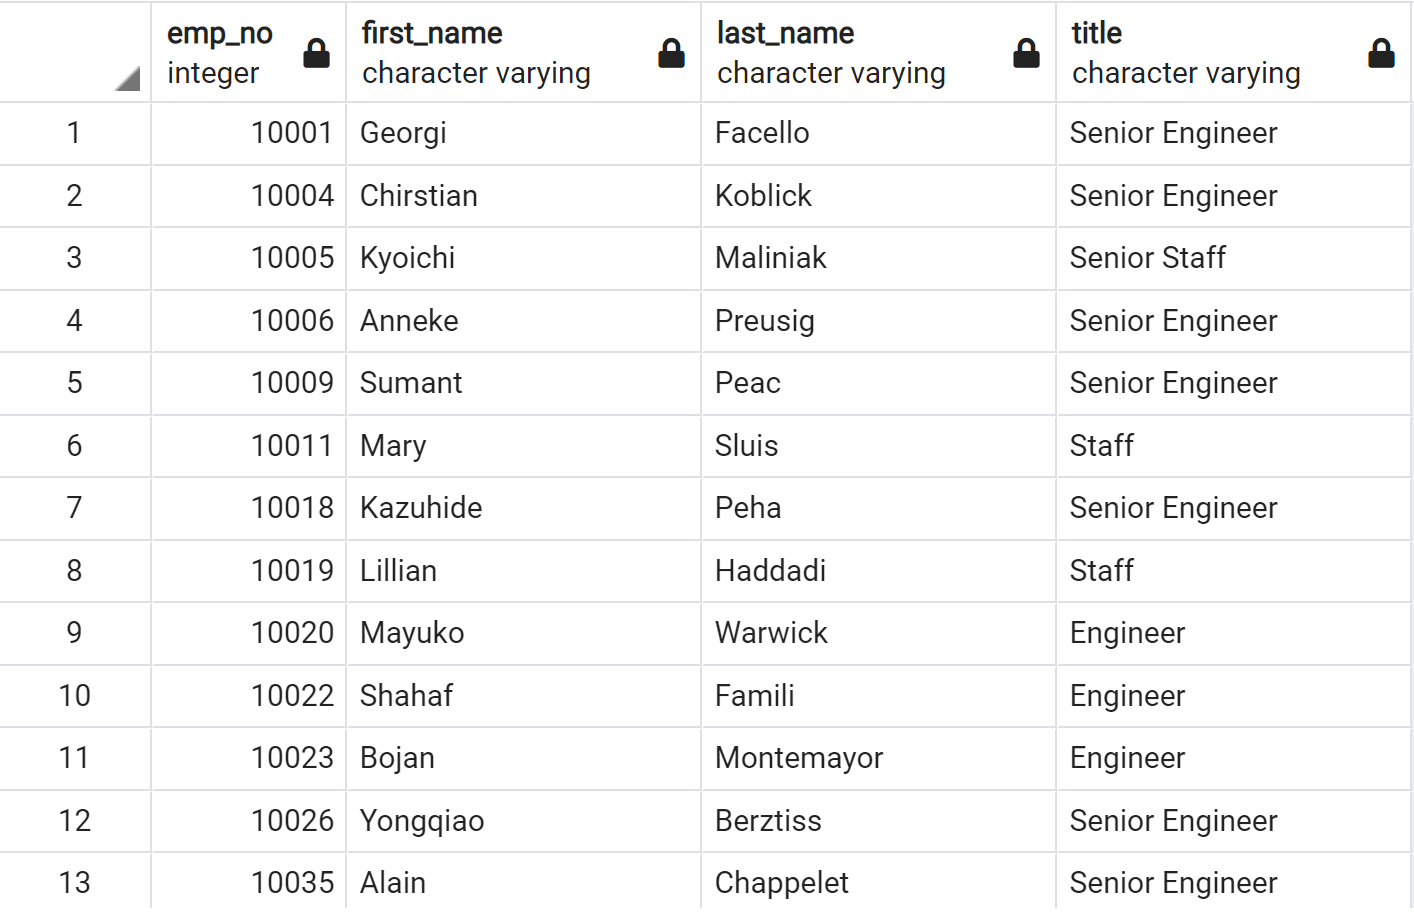 emp_no first_name last_name title
integer character varying character varying character varying
1 10001 Georgi Facello Senior Engineer
2 10004 Chirstian Koblick Senior Engineer
3 10005 Kyoichi Maliniak Senior Staff
4 10006 Anneke Preusig Senior Engineer
5 10009 Sumant Peac Senior Engineer
6 10011 Mary Sluis Staff
7 10018 Kazuhide Peha Senior Engineer
8 10019 Lillian Haddadi Staff
9 10020 Mayuko Warwick Engineer
10 10022 Shahaf Famili Engineer
11 10023 Bojan Montemayor Engineer
12 10026 Yongqiao Berztiss Senior Engineer
13 10035 Alain Chappelet Senior Engineer